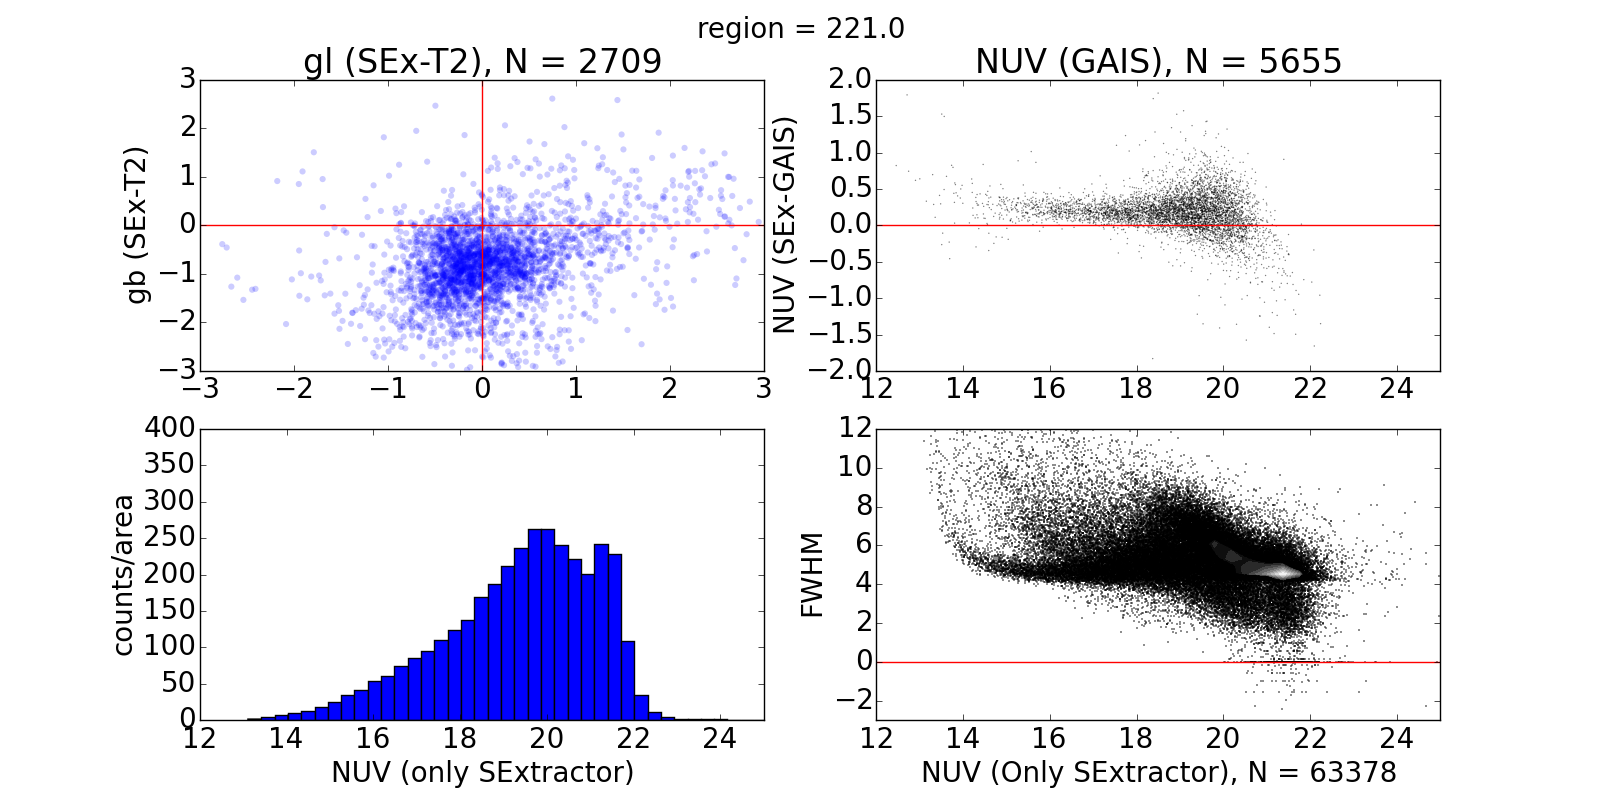 region = 221.0
gl (SEx-T2), N = 2709
NUV (GAIS), N = 5655
3
2
1
0
−1
−2
−3
gb (SEx-T2)
−3 −2 −1 0 1 2 3
2.0
1.5
1.0
0.5
0.0
−0.5
−1.0
−1.5
−2.0
NUV (SEx-GAIS)
12 14 16 18 20 22 24
400
350
300
250
200
150
100
50
0
counts/area
12 14 16 18 20 22 24
NUV (only SExtractor)
12
10
8
6
4
2
0
−2
FWHM
12 14 16 18 20 22 24
NUV (Only SExtractor), N = 63378